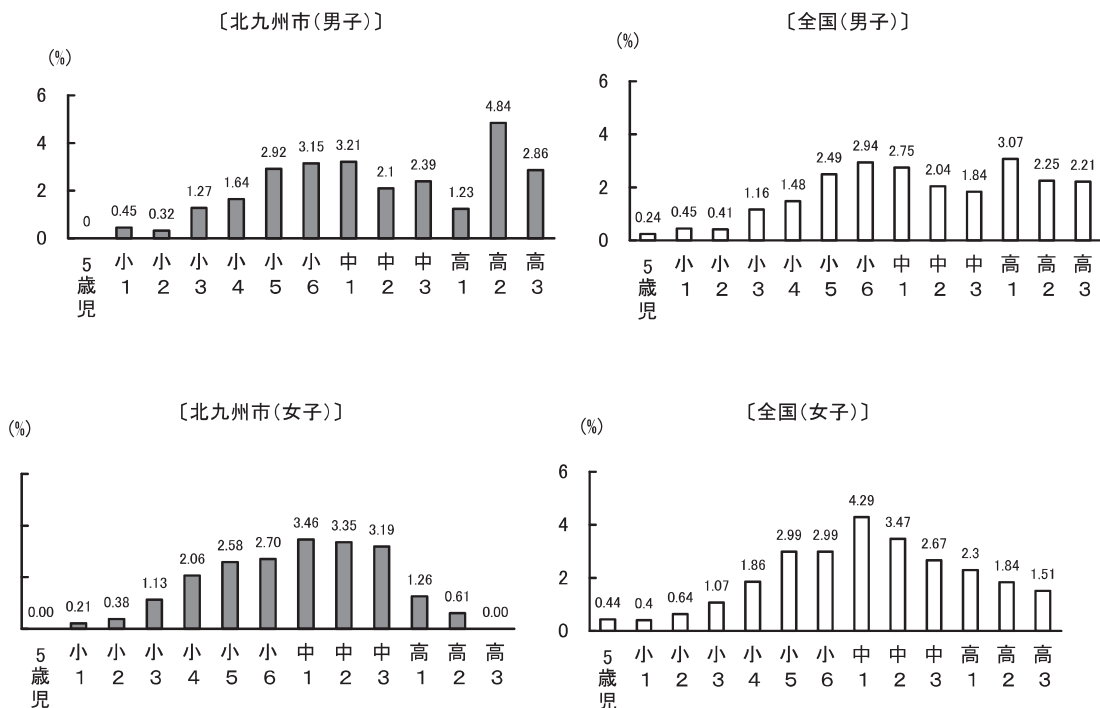 〔北九州市(男子)〕
(%)
6
4
2
0
0
0.45
0.32
1.27
1.64
2.92
3.15
3.21
2.1
2.39
1.23
4.84
2.86
5歳児
小1
小2
小3
小4
小5
小6
中1
中2
中3
高1
高2
高3
〔全国(男子)〕
(%)
6
4
2
0
0.24
0.45
0.41
1.16
1.48
2.49
2.94
2.75
2.04
1.84
3.07
2.25
2.21
5歳児
小1
小2
小3
小4
小5
小6
中1
中2
中3
高1
高2
高3
〔北九州市(女子)〕
(%)
0.00
0.21
0.38
1.13
2.06
2.58
2.70
3.46
3.35
3.19
1.26
0.61
0.00
5歳児
小1
小2
小3
小4
小5
小6
中1
中2
中3
高1
高2
高3
〔全国(女子)〕
(%)
6
4
2
0
0.44
0.4
0.64
1.07
1.86
2.99
2.99
4.29
3.47
2.67
2.3
1.84
1.51
5歳児
小1
小2
小3
小4
小5
小6
中1
中2
中3
高1
高2
高3